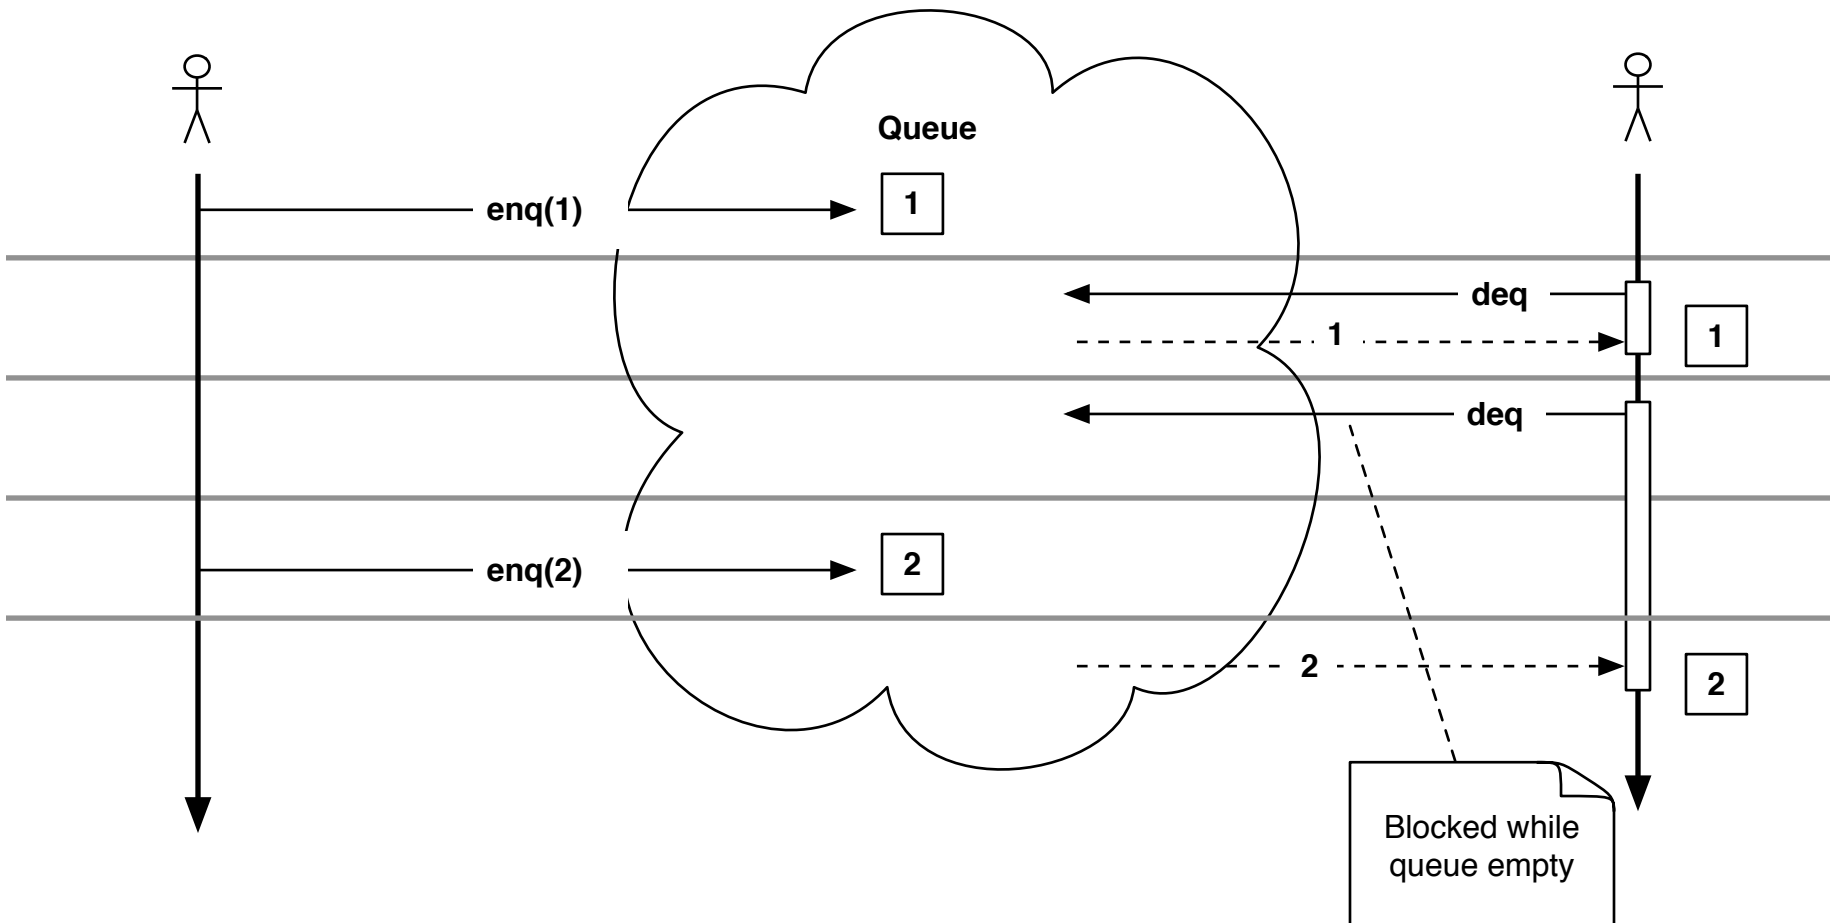 Queue
enq(1)
1
deq
1
1
deq
enq(2)
2
2
2
Blocked while
queue empty